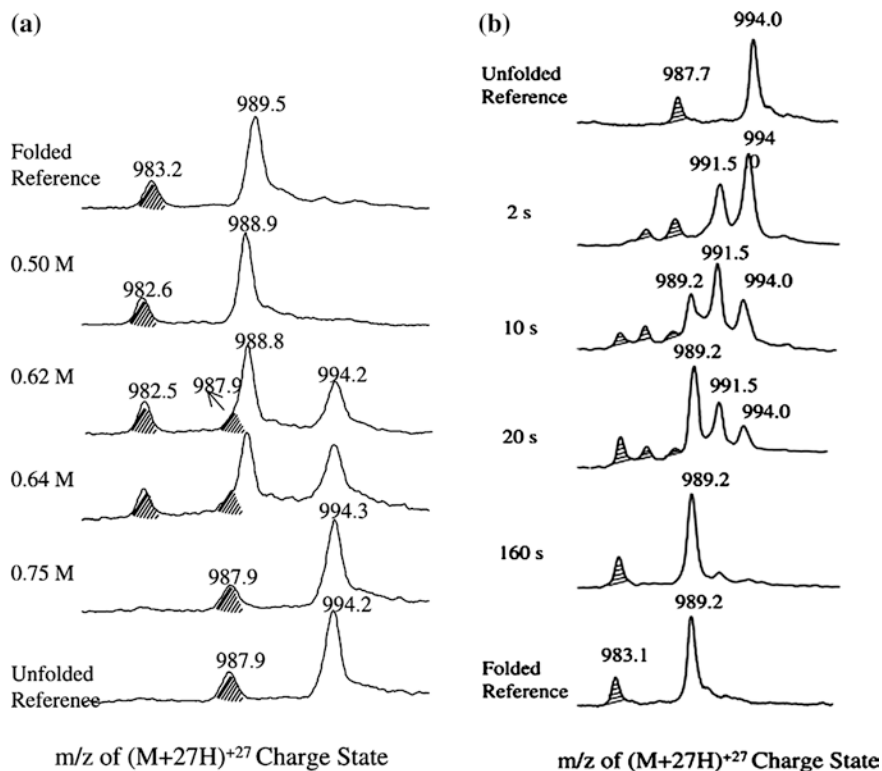 (a)
989.5
Folded
Reference
983.2
988.9
0.50 M
982.6
988.8
0.62 M
982.5
987.9
994.2
0.64 M
994.3
0.75 M
987.9
994.2
Unfolded
Reference
987.9
m/z of (M+27H)+27 Charge State
(b)
994.0
Unfolded
Reference
987.7
994
0
991.5
2 s
991.5
989.2
994.0
10 s
989.2
991.5
994.0
20 s
989.2
160 s
989.2
983.1
Folded
Reference
m/z of (M+27H)+27 Charge State